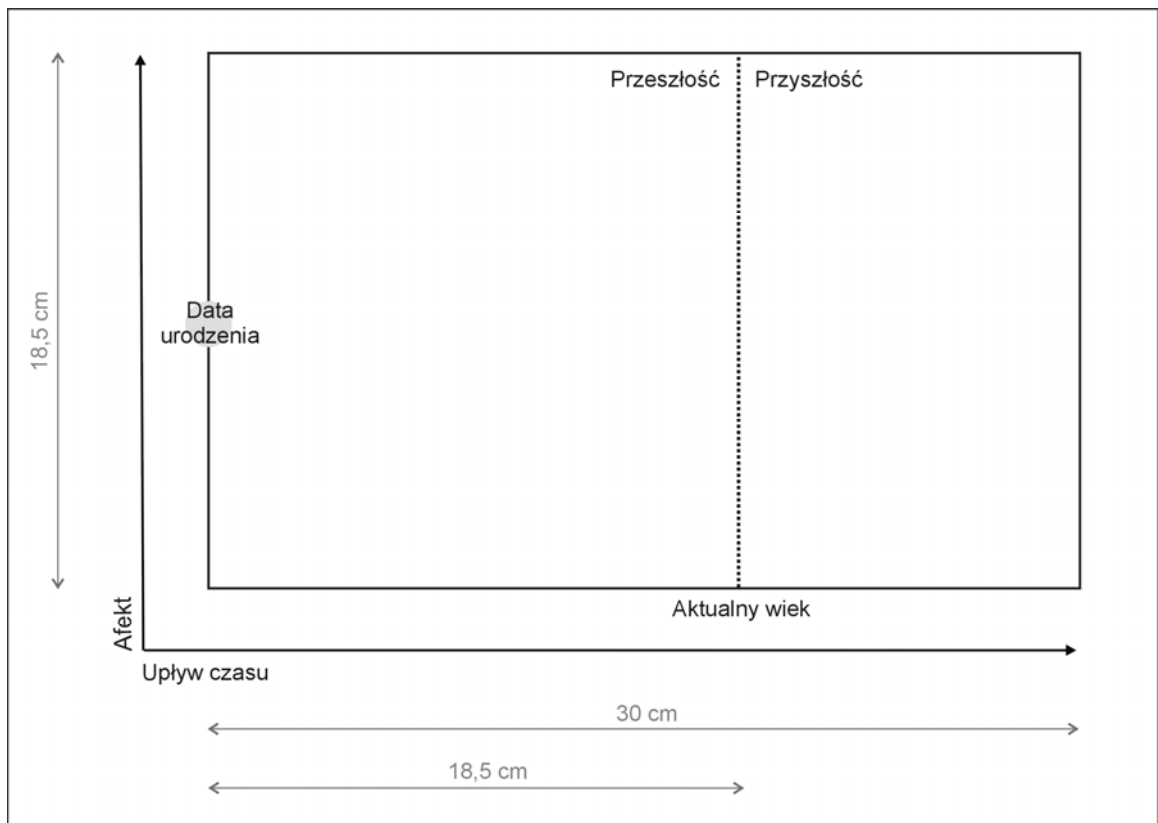 Przeszłość
Przyszłość
Data
urodzenia
18,5 cm
Aktualny wiek
Afekt
Upływ czasu
30 cm
18,5 cm